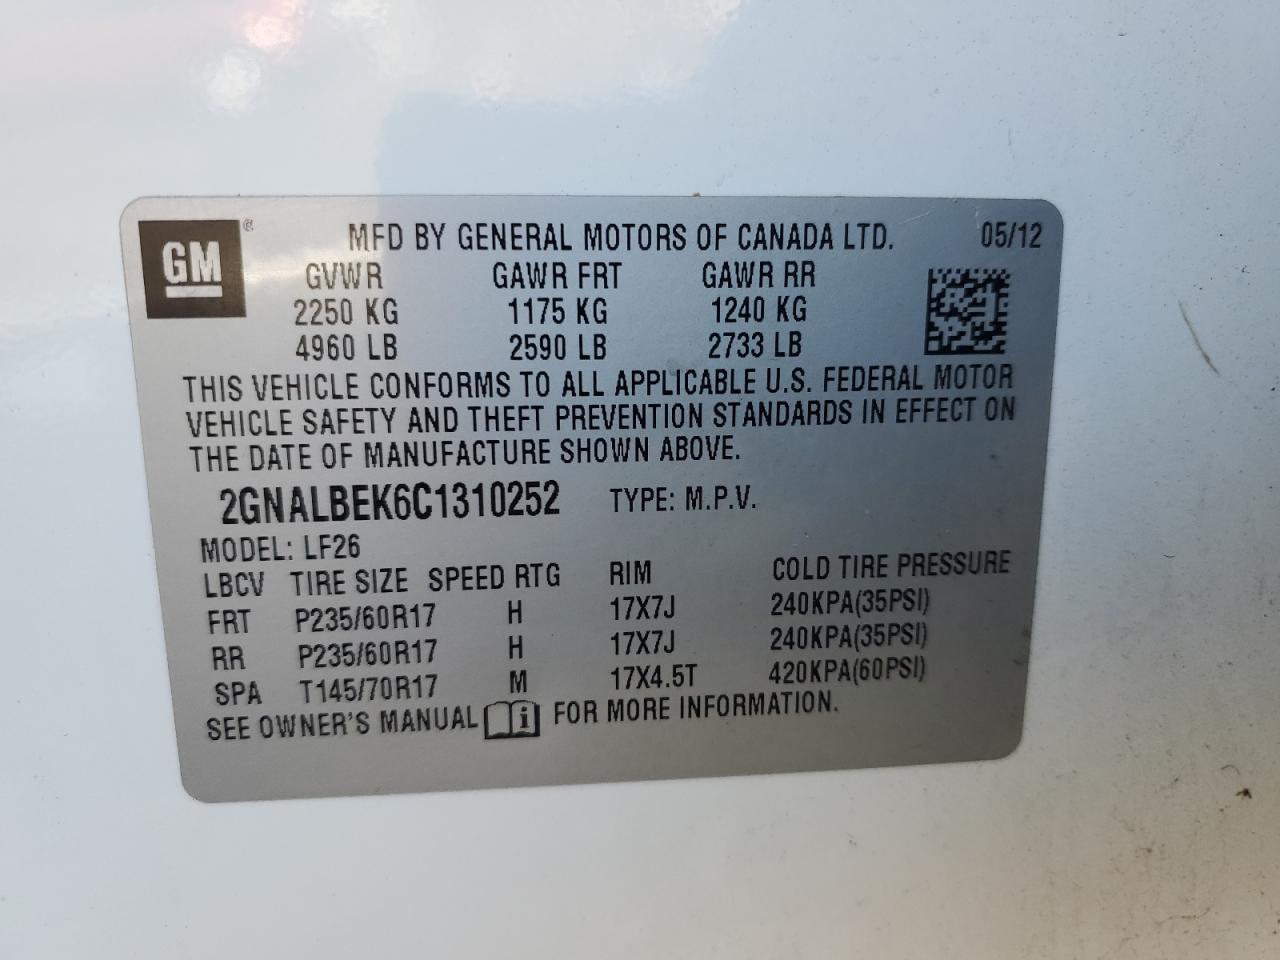 GM ® MFD BY GENERAL MOTORS OF CANADA LTD. 05/12
GVWR GAWR FRT GAWR RR
2250 KG 1175 KG 1240 KG
4960 LB 2590 LB 2733 LB
THIS VEHICLE CONFORMS TO ALL APPLICABLE U.S. FEDERAL MOTOR
VEHICLE SAFETY AND THEFT PREVENTION STANDARDS IN EFFECT ON
THE DATE OF MANUFACTURE SHOWN ABOVE.
2GNALBEK6C1310252 TYPE: M.P.V.
MODEL: LF26
LBCV TIRE SIZE SPEED RTG RIM COLD TIRE PRESSURE
FRT P235/60R17 H 17X7J 240KPA(35PSI)
RR P235/60R17 H 17X7J 240KPA(35PSI)
SPA T145/70R17 M 17X4.5T 420KPA(60PSI)
SEE OWNER'S MANUAL i FOR MORE INFORMATION.